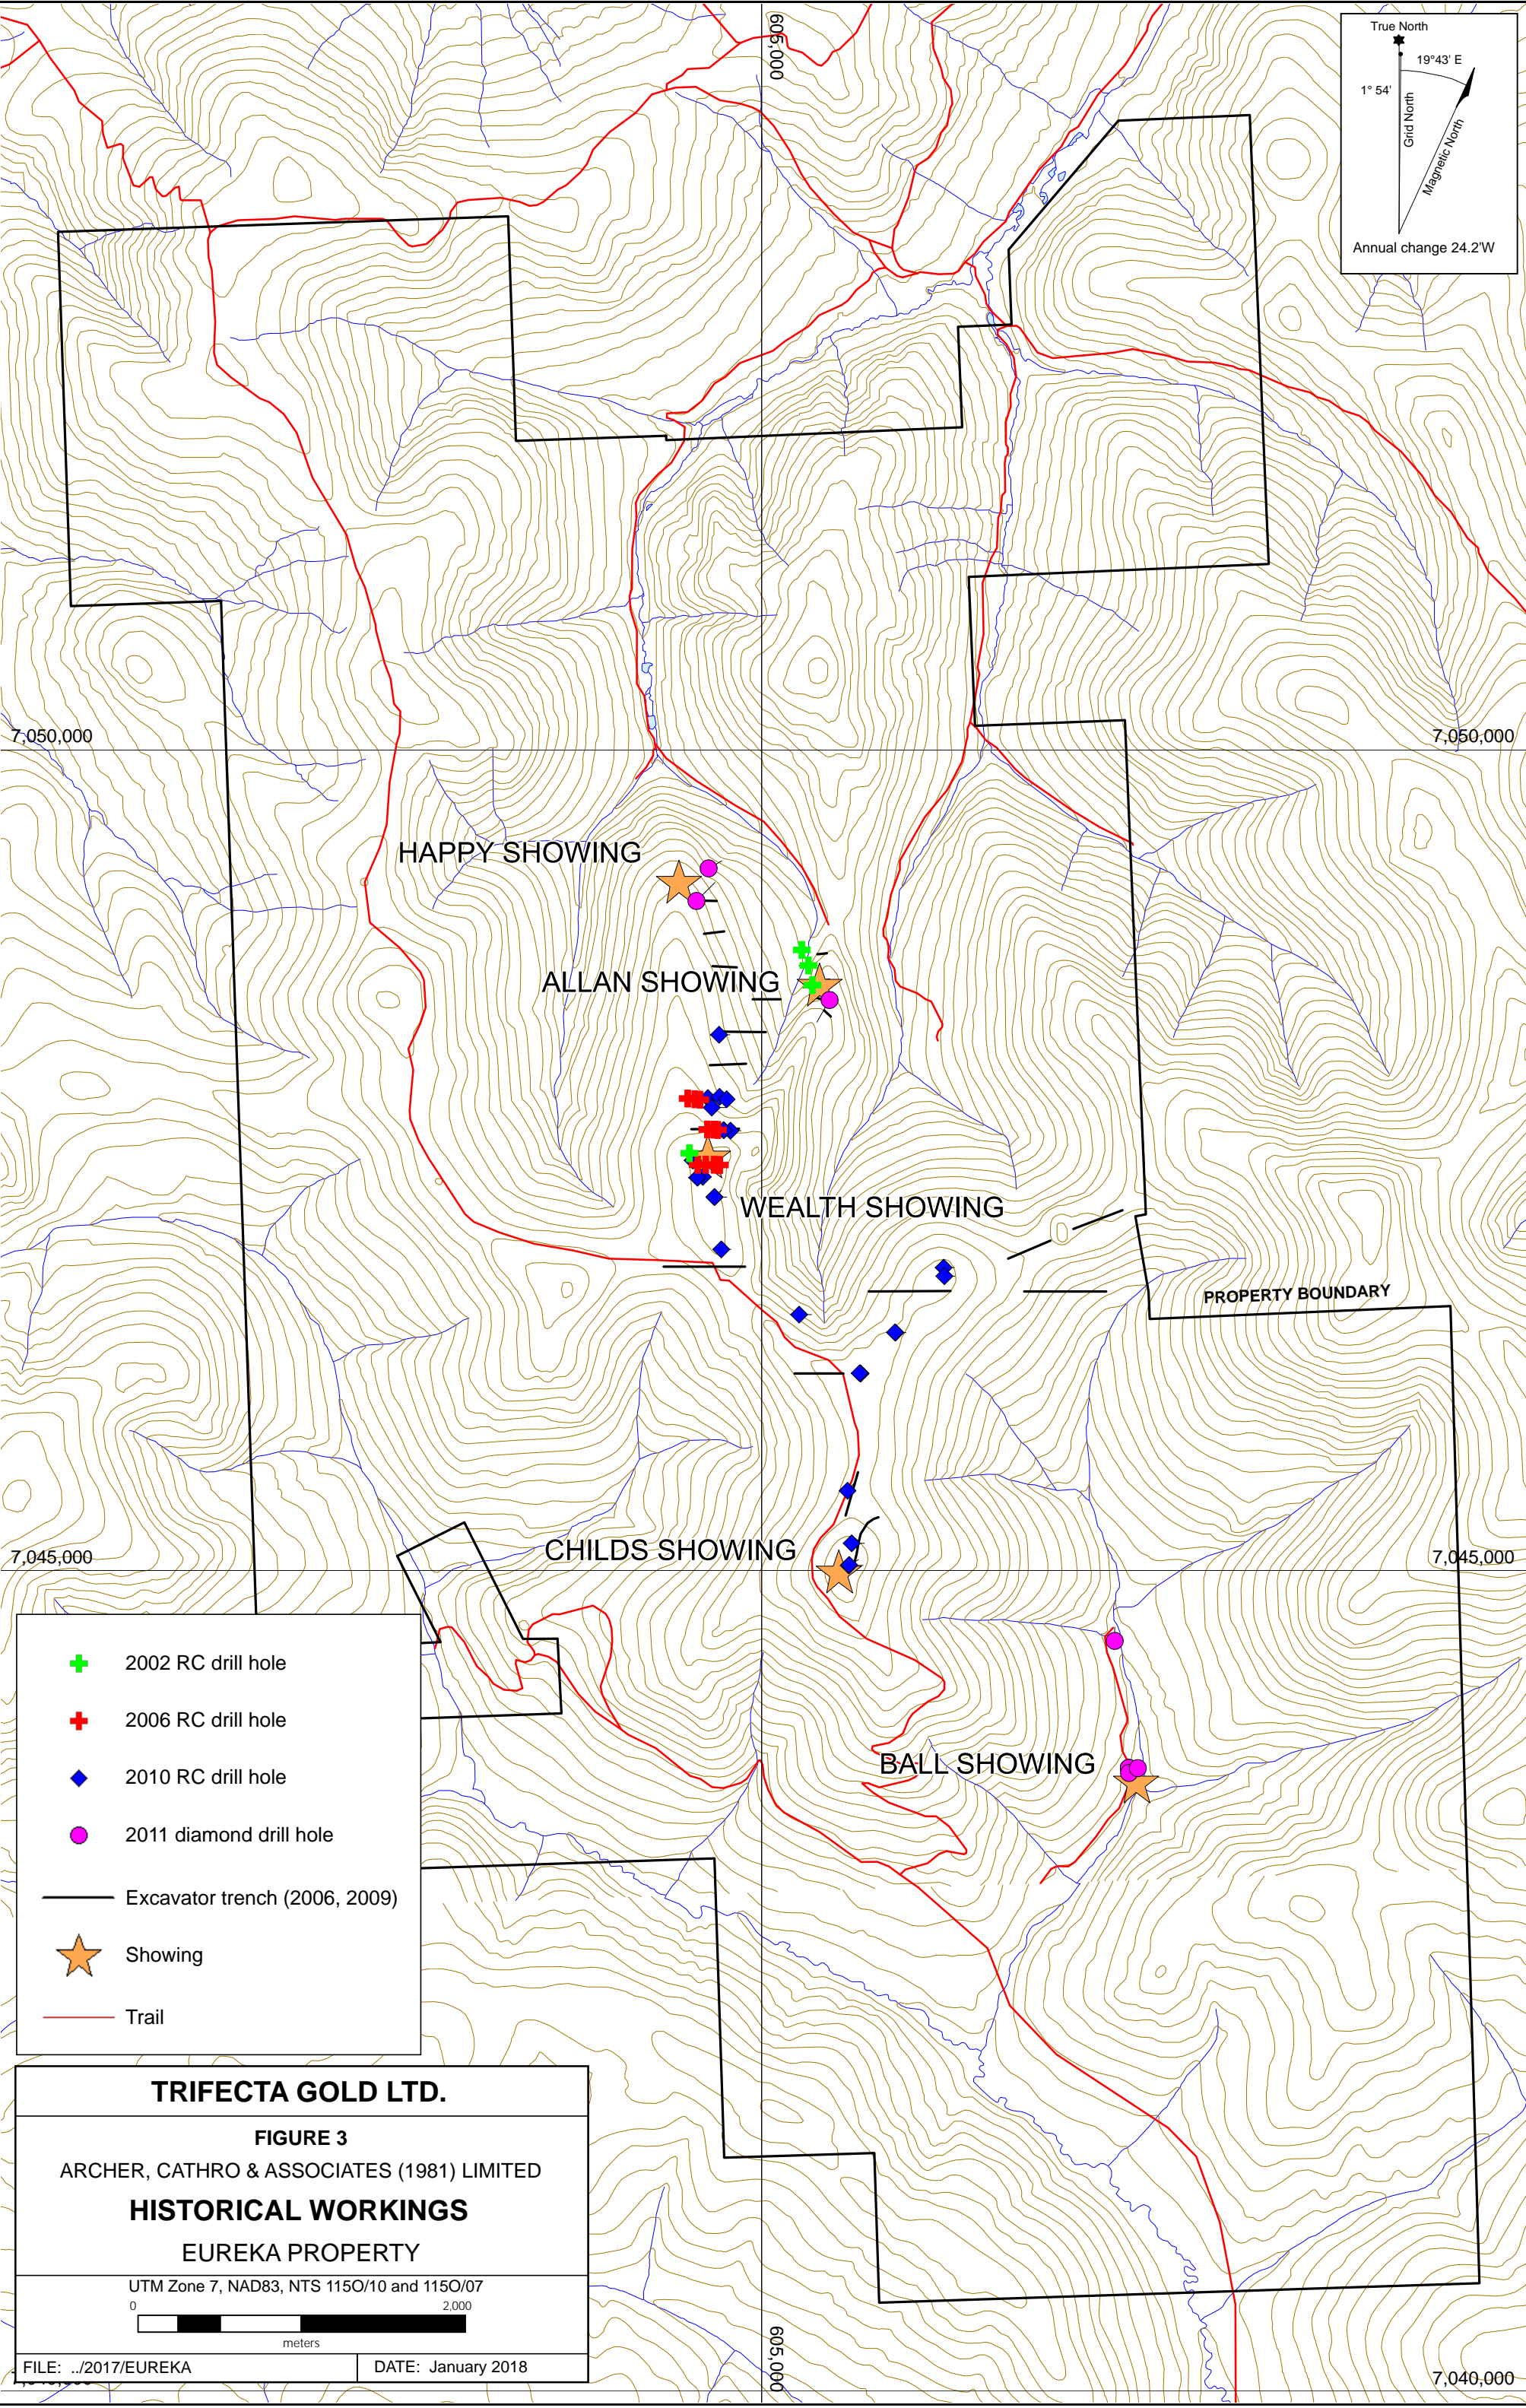 605,000
True North
19°43' E
1° 54'
Grid North
Magnetic North
Annual change 24.2'W
7,050,000
7,050,000
HAPPY SHOWING
ALLAN SHOWING
WEALTH SHOWING
PROPERTY BOUNDARY
CHILDS SHOWING
7,045,000
7,045,000
BALL SHOWING
2002 RC drill hole
2006 RC drill hole
2010 RC drill hole
2011 diamond drill hole
Excavator trench (2006, 2009)
Showing
Trail
TRIFECTA GOLD LTD.
FIGURE 3
ARCHER, CATHRO & ASSOCIATES (1981) LIMITED
HISTORICAL WORKINGS
EUREKA PROPERTY
UTM Zone 7, NAD83, NTS 115O/10 and 115O/07
0 2,000
meters
FILE: ../2017/EUREKA
DATE: January 2018
605,000
7,040,000